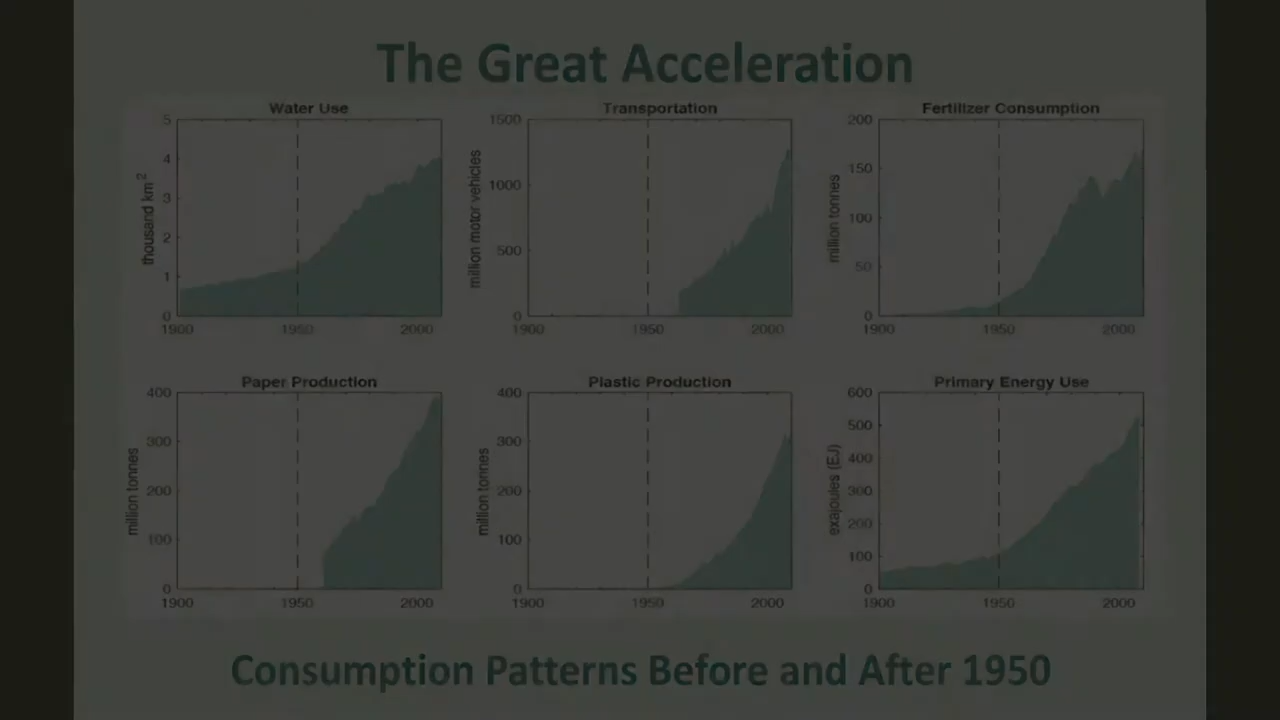 The Great Acceleration
Water Use
thousand km2
5
4
3
2
1
0
1900 1950 2000
Transportation
million motor vehicles
1500
1000
500
0
1900 1950 2000
Fertilizer Consumption
million tonnes
200
150
100
50
0
1900 1950 2000
Paper Production
million tonnes
400
300
200
100
0
1900 1950 2000
Plastic Production
million tonnes
400
300
200
100
0
1900 1950 2000
Primary Energy Use
exajoules (EJ)
600
500
400
300
200
100
0
1900 1950 2000
Consumption Patterns Before and After 1950